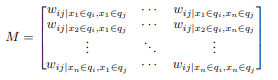 M = [ w_{ij|x_1∈q_i,x_1∈q_j} ⋯ w_{ij|x_1∈q_i,x_n∈q_j}
w_{ij|x_2∈q_i,x_1∈q_j} ⋯ w_{ij|x_2∈q_i,x_n∈q_j}
⋮ ⋱ ⋮
w_{ij|x_n∈q_i,x_1∈q_j} ⋯ w_{ij|x_n∈q_i,x_n∈q_j} ]